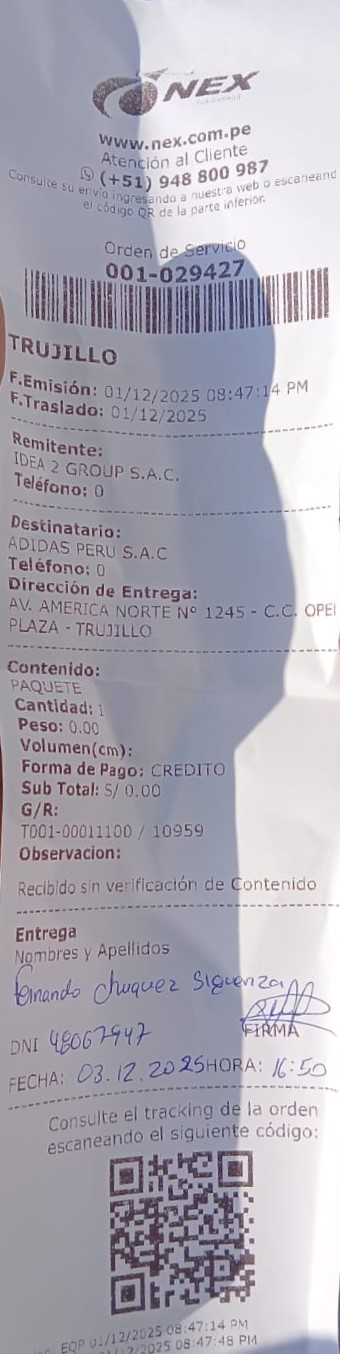 NEX
www.nex.com.pe
Atención al Cliente
(+51) 948 800 987
Consulte su envío ingresando a nuestra web o escaneand
el código QR de la parte inferior.
Orden de Servicio
001-029427
TRUJILLO
F.Emisión: 01/12/2025 08:47:14 PM
F.Traslado: 01/12/2025
Remitente:
IDEA 2 GROUP S.A.C.
Teléfono: 0
Destinatario:
ADIDAS PERU S.A.C
Teléfono: 0
Dirección de Entrega:
AV. AMERICA NORTE Nº 1245 - C.C. OPEN
PLAZA - TRUJILLO
Contenido:
PAQUETE
Cantidad: 1
Peso: 0.00
Volumen(cm):
Forma de Pago: CREDITO
Sub Total: S/ 0.00
G/R:
T001-00011100 / 10959
Observacion:
Recibido sin verificación de Contenido
Entrega
Nombres y Apellidos
fernando chuquez Siguenza
FIRMA
DNI 48067947
FECHA: 03.12.2025 HORA: 16:50
Consulte el tracking de la orden
escaneando el siguiente código:
EQP 01/12/2025 08:47:14 PM
01/12/2025 08:47:48 PM